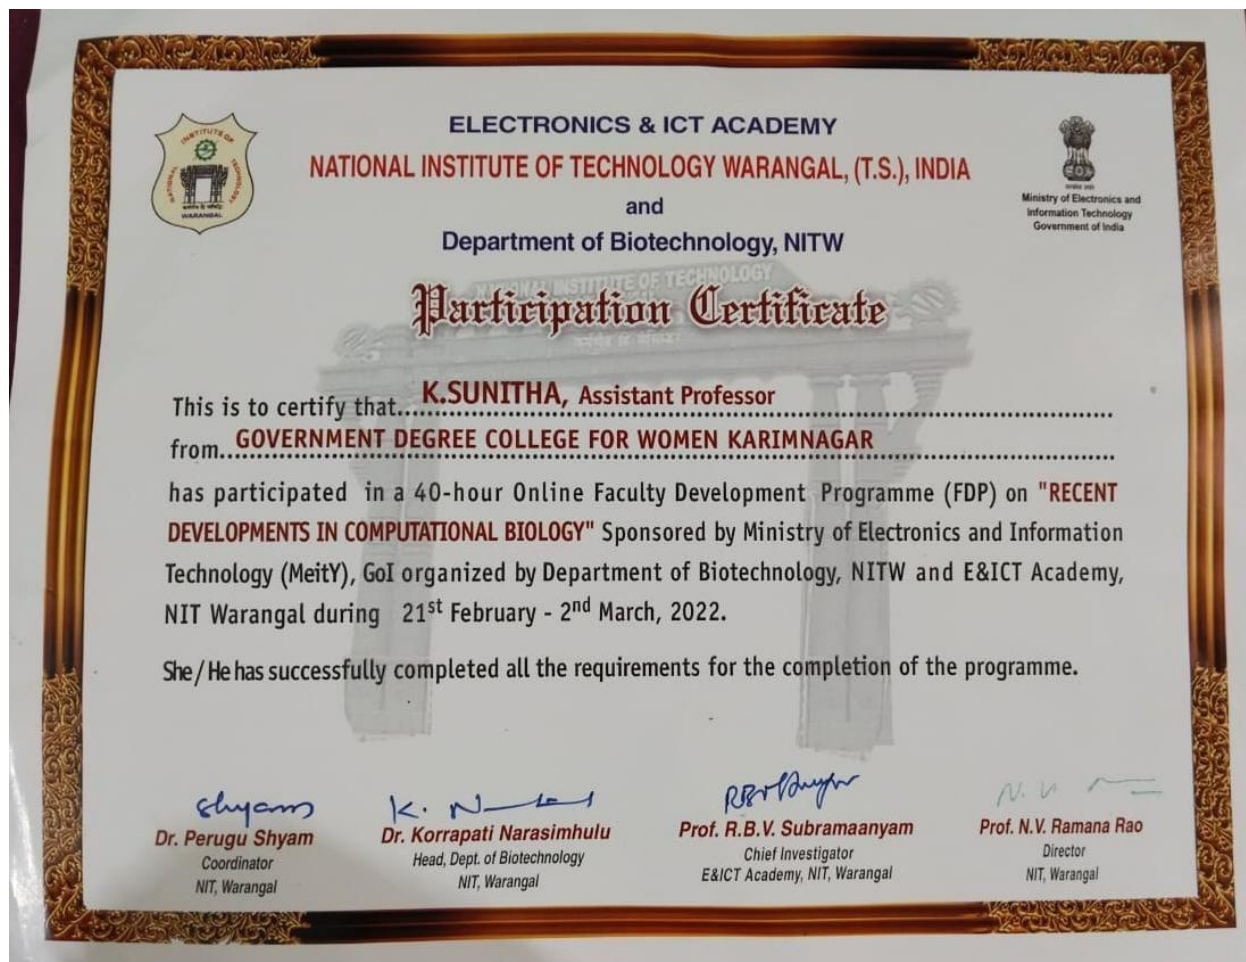 ELECTRONICS & ICT ACADEMY
NATIONAL INSTITUTE OF TECHNOLOGY WARANGAL, (T.S.), INDIA
and
Department of Biotechnology, NITW
NATIONAL INSTITUTE OF TECHNOLOGY
WARANGAL
Ministry of Electronics and
Information Technology
Government of India
NATIONAL INSTITUTE OF TECHNOLOGY
Participation Certificate
This is to certify that....K.SUNITHA, Assistant Professor
from....GOVERNMENT DEGREE COLLEGE FOR WOMEN KARIMNAGAR
has participated in a 40-hour Online Faculty Development Programme (FDP) on "RECENT
DEVELOPMENTS IN COMPUTATIONAL BIOLOGY" Sponsored by Ministry of Electronics and Information
Technology (MeitY), GoI organized by Department of Biotechnology, NITW and E&ICT Academy,
NIT Warangal during 21st February - 2nd March, 2022.
She / He has successfully completed all the requirements for the completion of the programme.
Shyam
Dr. Perugu Shyam
Coordinator
NIT, Warangal
Dr. Korrapati Narasimhulu
Head, Dept. of Biotechnology
NIT, Warangal
Prof. R.B.V. Subramaanyam
Chief Investigator
E&ICT Academy, NIT, Warangal
Prof. N.V. Ramana Rao
Director
NIT, Warangal